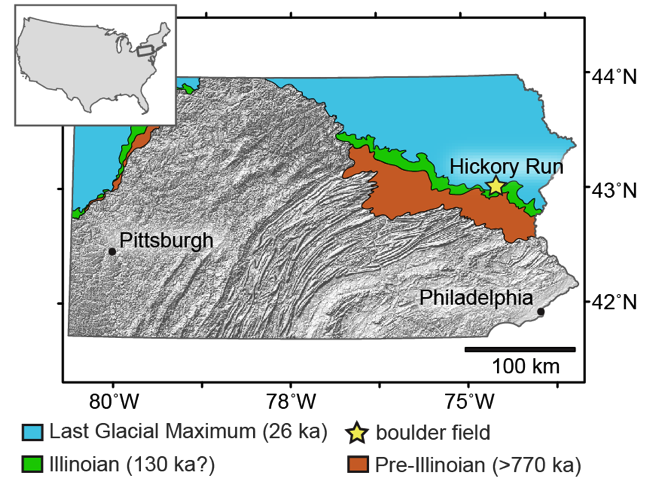 44°N
Hickory Run
43°N
Pittsburgh
Philadelphia
42°N
100 km
80°W 78°W 75°W
Last Glacial Maximum (26 ka) boulder field
Illinoian (130 ka?) Pre-Illinoian (>770 ka)